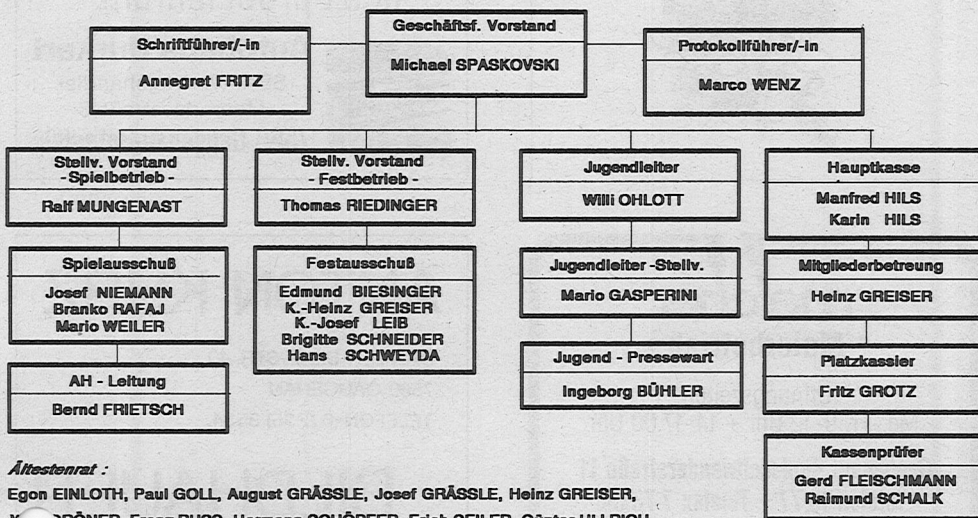 Geschäftsf. Vorstand
Michael SPASKOVSKI
Schriftführer/-in
Annegret FRITZ
Protokollführer/-in
Marco WENZ
Stellv. Vorstand
- Spielbetrieb -
Ralf MUNGENAST
Spielausschuß
Josef NIEMANN
Branko RAFAJ
Mario WEILER
AH - Leitung
Bernd FRIETSCH
Stellv. Vorstand
- Festbetrieb -
Thomas RIEDINGER
Festausschuß
Edmund BIESINGER
K.-Heinz GREISER
K.-Josef LEIB
Brigitte SCHNEIDER
Hans SCHWEYDA
Jugendleiter
Willi OHLOTT
Jugendleiter -Stellv.
Mario GASPERINI
Jugend - Pressewart
Ingeborg BÜHLER
Hauptkasse
Manfred HILS
Karin HILS
Mitgliederbetreung
Heinz GREISER
Platzkassier
Fritz GROTZ
Kassenprüfer
Gerd FLEISCHMANN
Raimund SCHALK
Ältestenrat :
Egon EINLOTH, Paul GOLL, August GRÄSSLE, Josef GRÄSSLE, Heinz GREISER,